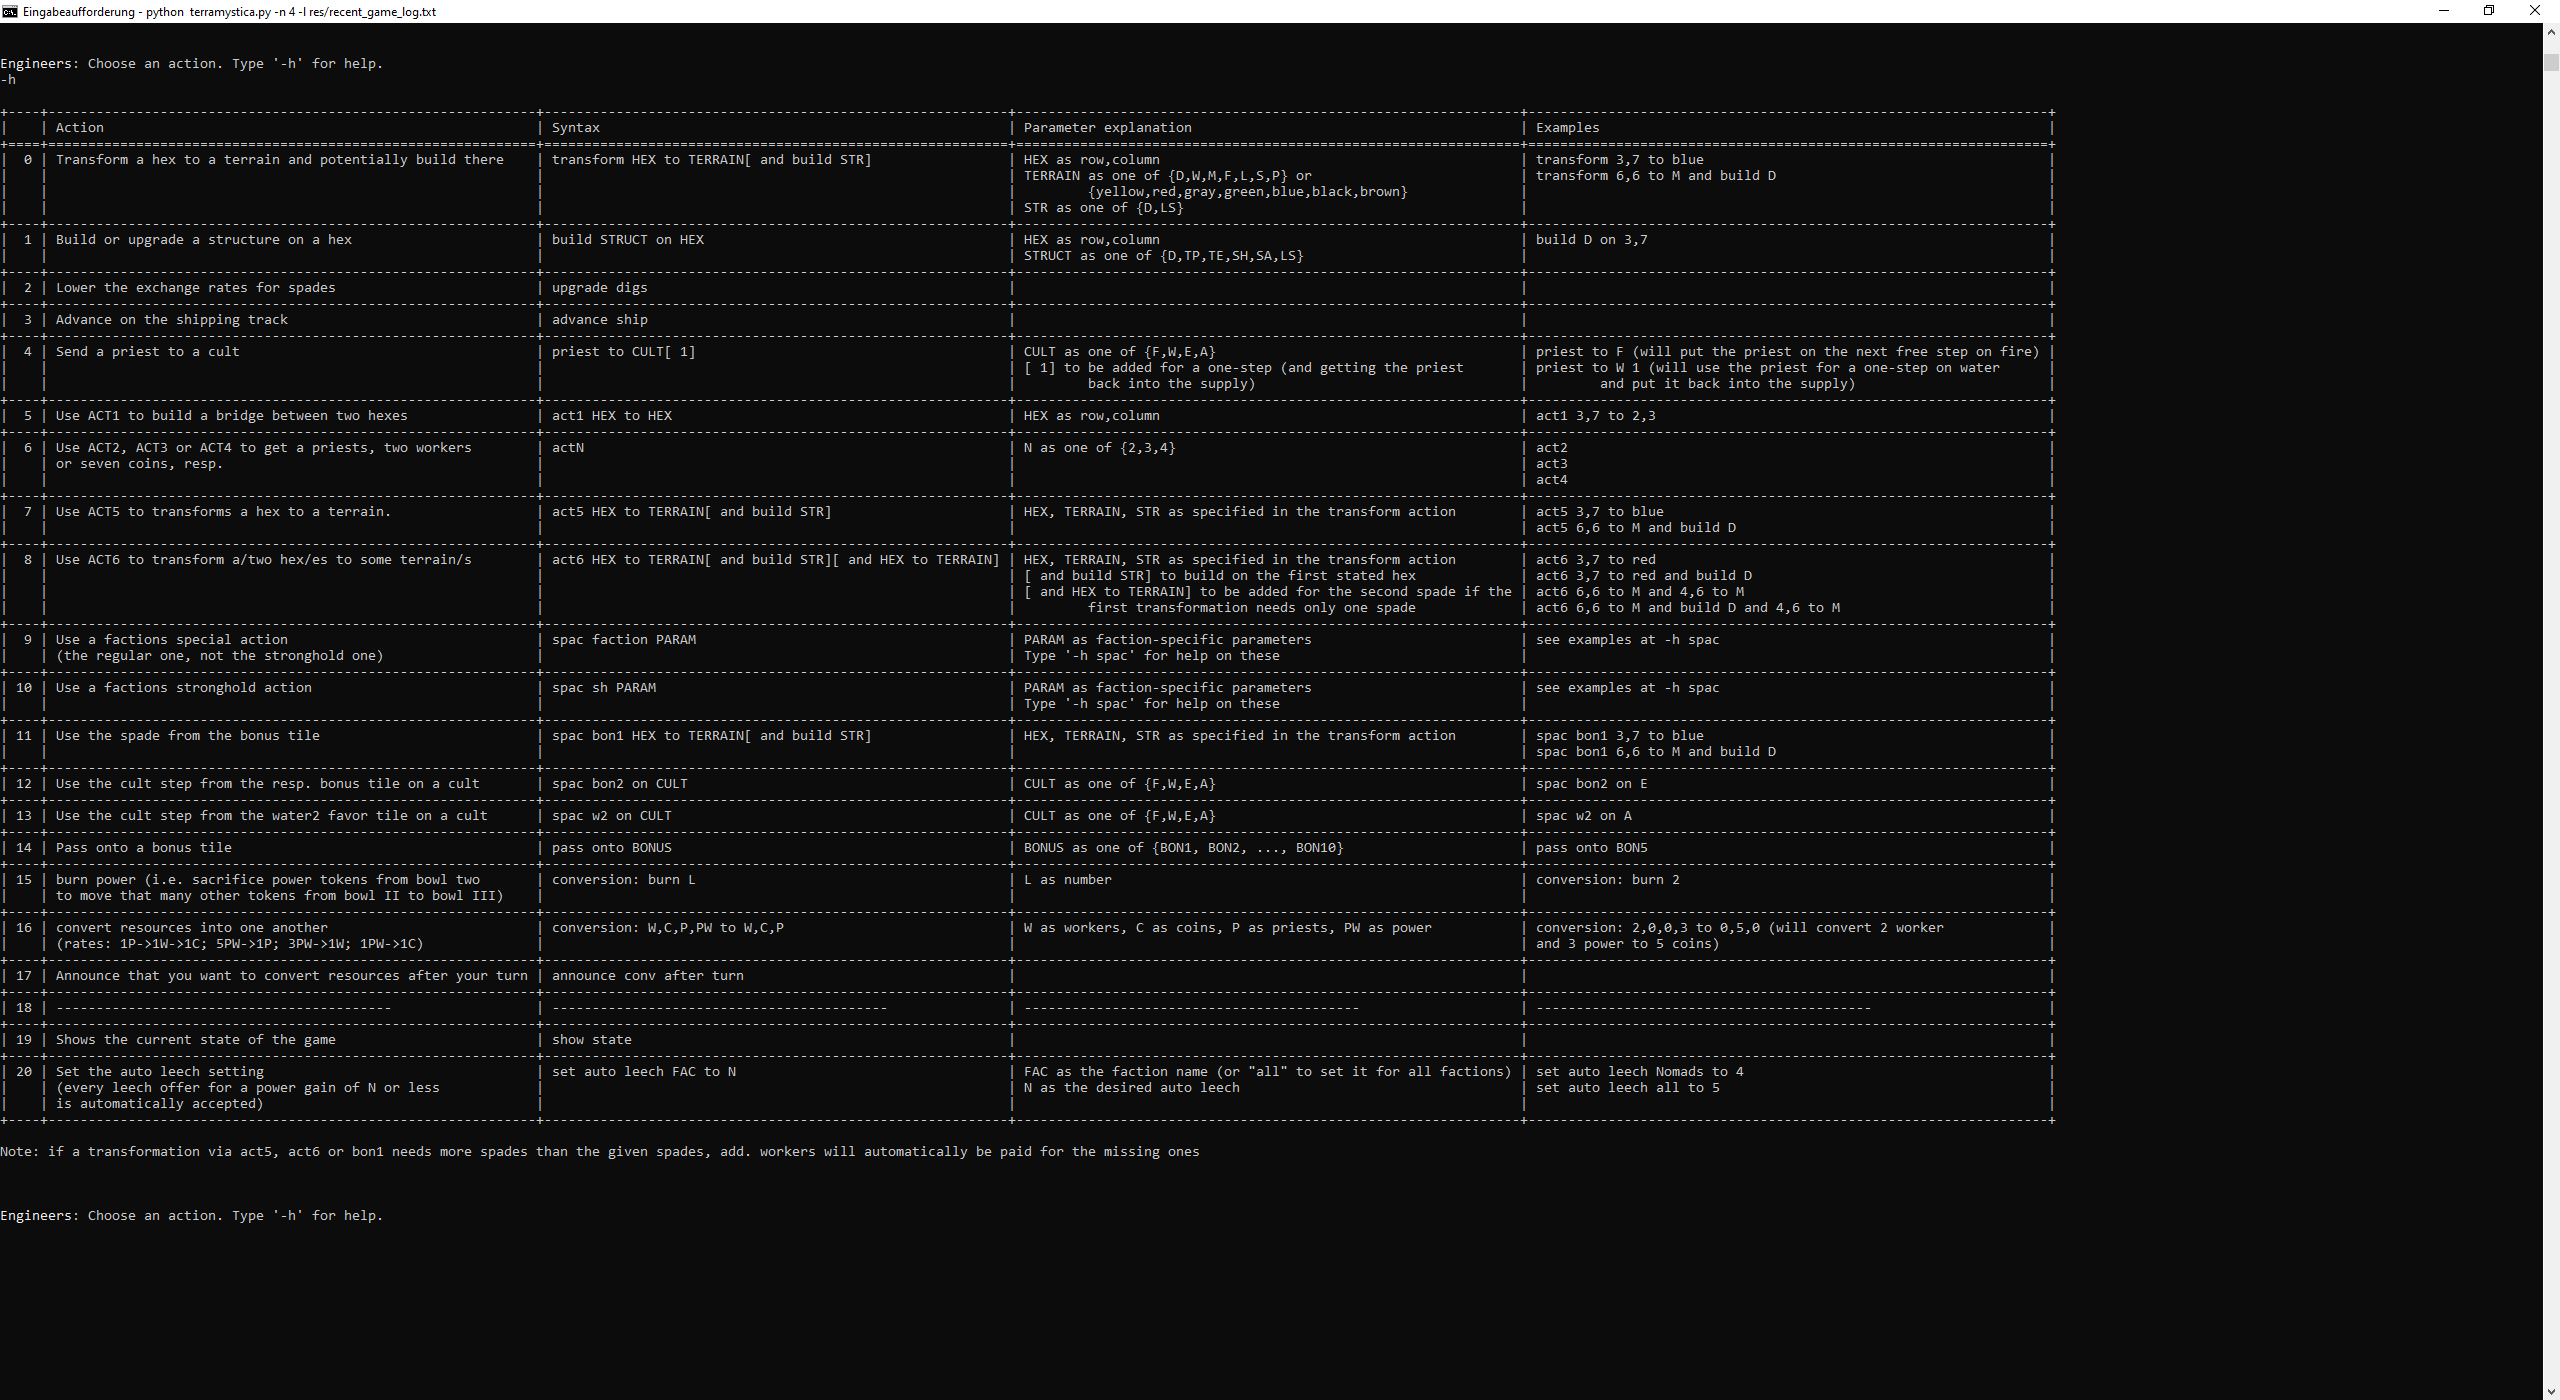 Eingabeaufforderung - python  terramystica.py -n 4 -l res/recent_game_log.txt
Engineers: Choose an action. Type '-h' for help.
-h
+----+-------------------------------------------------------------+----------------------------------------------------------+---------------------------------------------------------------+-----------------------------------------------------------------+
|    | Action | Syntax | Parameter explanation | Examples |
| 0 | Transform a hex to a terrain and potentially build there | transform HEX to TERRAIN[ and build STR] | HEX as row,column | transform 3,7 to blue |
| | | | TERRAIN as one of {D,W,M,F,L,S,P} or | transform 6,6 to M and build D |
| | | | {yellow,red,gray,green,blue,black,brown} | |
| | | | STR as one of {D,LS} | |
| 1 | Build or upgrade a structure on a hex | build STRUCT on HEX | HEX as row,column | build D on 3,7 |
| | | | STRUCT as one of {D,TP,TE,SH,SA,LS} | |
| 2 | Lower the exchange rates for spades | upgrade digs | | |
| 3 | Advance on the shipping track | advance ship | | |
| 4 | Send a priest to a cult | priest to CULT[ 1] | CULT as one of {F,W,E,A} | priest to F (will put the priest on the next free step on fire) |
| | | | [ 1] to be added for a one-step (and getting the priest | priest to W 1 (will use the priest for a one-step on water |
| | | | back into the supply) | and put it back into the supply) |
| 5 | Use ACT1 to build a bridge between two hexes | act1 HEX to HEX | HEX as row,column | act1 3,7 to 2,3 |
| 6 | Use ACT2, ACT3 or ACT4 to get a priests, two workers | actN | N as one of {2,3,4} | act2 |
| | or seven coins, resp. | | | act3 |
| | | | | act4 |
| 7 | Use ACT5 to transforms a hex to a terrain. | act5 HEX to TERRAIN[ and build STR] | HEX, TERRAIN, STR as specified in the transform action | act5 3,7 to blue |
| | | | | act5 6,6 to M and build D |
| 8 | Use ACT6 to transform a/two hex/es to some terrain/s | act6 HEX to TERRAIN[ and build STR][ and HEX to TERRAIN] | HEX, TERRAIN, STR as specified in the transform action | act6 3,7 to red |
| | | | [ and build STR] to build on the first stated hex | act6 3,7 to red and build D |
| | | | [ and HEX to TERRAIN] to be added for the second spade if the | act6 6,6 to M and 4,6 to M |
| | | | first transformation needs only one spade | act6 6,6 to M and build D and 4,6 to M |
| 9 | Use a factions special action | spac faction PARAM | PARAM as faction-specific parameters | see examples at -h spac |
| | (the regular one, not the stronghold one) | | Type '-h spac' for help on these | |
| 10 | Use a factions stronghold action | spac sh PARAM | PARAM as faction-specific parameters | see examples at -h spac |
| | | | Type '-h spac' for help on these | |
| 11 | Use the spade from the bonus tile | spac bon1 HEX to TERRAIN[ and build STR] | HEX, TERRAIN, STR as specified in the transform action | spac bon1 3,7 to blue |
| | | | | spac bon1 6,6 to M and build D |
| 12 | Use the cult step from the resp. bonus tile on a cult | spac bon2 on CULT | CULT as one of {F,W,E,A} | spac bon2 on E |
| 13 | Use the cult step from the water2 favor tile on a cult | spac w2 on CULT | CULT as one of {F,W,E,A} | spac w2 on A |
| 14 | Pass onto a bonus tile | pass onto BONUS | BONUS as one of {BON1, BON2, ..., BON10} | pass onto BON5 |
| 15 | burn power (i.e. sacrifice power tokens from bowl two | conversion: burn L | L as number | conversion: burn 2 |
| | to move that many other tokens from bowl II to bowl III) | | | |
| 16 | convert resources into one another | conversion: W,C,P,PW to W,C,P | W as workers, C as coins, P as priests, PW as power | conversion: 2,0,0,3 to 0,5,0 (will convert 2 worker |
| | (rates: 1P->1W->1C; 5PW->1P; 3PW->1W; 1PW->1C) | | | and 3 power to 5 coins) |
| 17 | Announce that you want to convert resources after your turn | announce conv after turn | | |
| 18 | ------------------------------------------ | ------------------------------------------ | ------------------------------------------ | ------------------------------------------ |
| 19 | Shows the current state of the game | show state | | |
| 20 | Set the auto leech setting | set auto leech FAC to N | FAC as the faction name (or "all" to set it for all factions) | set auto leech Nomads to 4 |
| | (every leech offer for a power gain of N or less | | N as the desired auto leech | set auto leech all to 5 |
| | is automatically accepted) | | | |
Note: if a transformation via act5, act6 or bon1 needs more spades than the given spades, add. workers will automatically be paid for the missing ones
Engineers: Choose an action. Type '-h' for help.